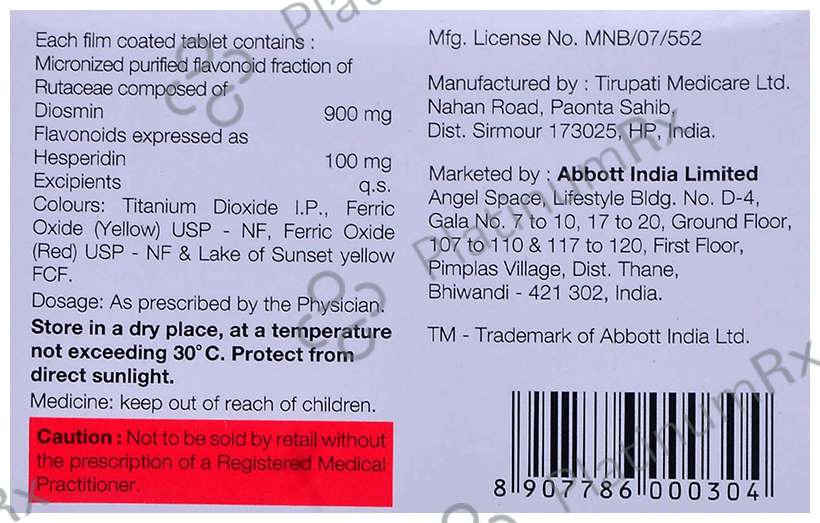 Each film coated tablet contains :
Micronized purified flavonoid fraction of
Rutaceae composed of
Diosmin 900 mg
Flavonoids expressed as
Hesperidin 100 mg
Excipients q.s.
Colours: Titanium Dioxide I.P., Ferric
Oxide (Yellow) USP - NF, Ferric Oxide
(Red) USP - NF & Lake of Sunset yellow
FCF.
Dosage: As prescribed by the Physician.
Store in a dry place, at a temperature
not exceeding 30°C. Protect from
direct sunlight.
Medicine: keep out of reach of children.
Caution : Not to be sold by retail without
the prescription of a Registered Medical
Practitioner.
Mfg. License No. MNB/07/552
Manufactured by : Tirupati Medicare Ltd.
Nahan Road, Paonta Sahib,
Dist. Sirmour 173025, HP, India.
Marketed by : Abbott India Limited
Angel Space, Lifestyle Bldg. No. D-4,
Gala No. 7 to 10, 17 to 20, Ground Floor,
107 to 110 & 117 to 120, First Floor,
Pimplas Village, Dist. Thane,
Bhiwandi - 421 302, India.
TM - Trademark of Abbott India Ltd.
8 907786 000304
PlatinumRx
PlatinumRx
PlatinumRx
Rx